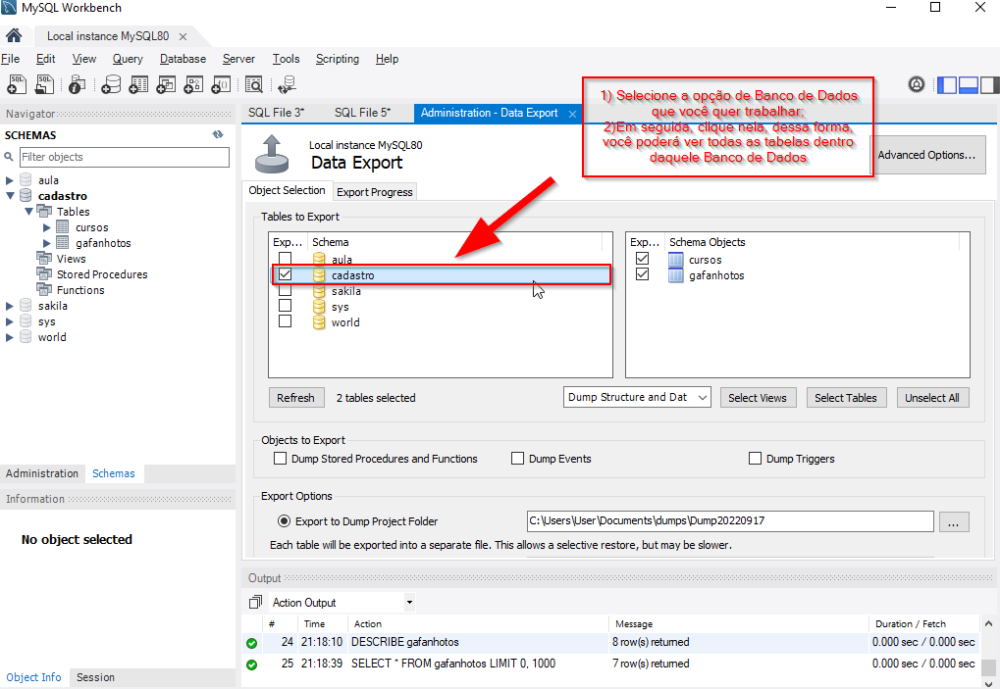 MySQL Workbench
Local instance MySQL80
File Edit View Query Database Server Tools Scripting Help
Navigator
SCHEMAS
Filter objects
aula
cadastro
Tables
cursos
gafanhotos
Views
Stored Procedures
Functions
sakila
sys
world
Administration Schemas
Information
No object selected
Object Info Session
SQL File 3* SQL File 5* Administration - Data Export
1) Selecione a opção de Banco de Dados
que você quer trabalhar;
2)Em seguida, clique nela, dessa forma,
você poderá ver todas as tabelas dentro
daquele Banco de Dados
Local instance MySQL80
Data Export
Advanced Options...
Object Selection Export Progress
Tables to Export
Exp... Schema
aula
cadastro
sakila
sys
world
Exp... Schema Objects
cursos
gafanhotos
Refresh 2 tables selected Dump Structure and Dat Select Views Select Tables Unselect All
Objects to Export
Dump Stored Procedures and Functions Dump Events Dump Triggers
Export Options
Export to Dump Project Folder C:\Users\User\Documents\dumps\Dump20220917 ...
Each table will be exported into a separate file. This allows a selective restore, but may be slower.
Output
Action Output
# Time Action Message Duration / Fetch
24 21:18:10 DESCRIBE gafanhotos 8 row(s) returned 0.000 sec / 0.000 sec
25 21:18:39 SELECT * FROM gafanhotos LIMIT 0, 1000 7 row(s) returned 0.000 sec / 0.000 sec